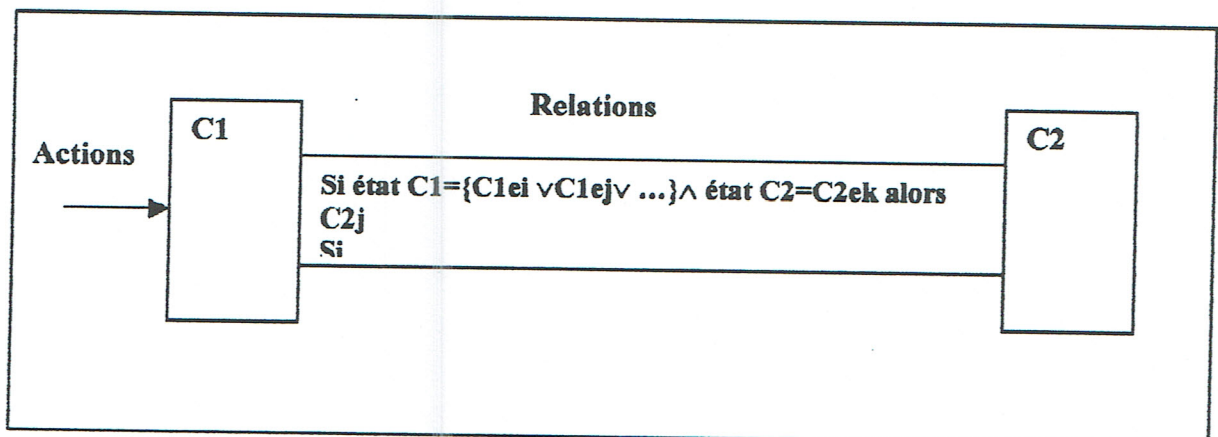 Relations
C1
C2
Actions
Si état C1={C1ei ∨C1ej∨ ...}∧ état C2=C2ek alors
C2j
Si